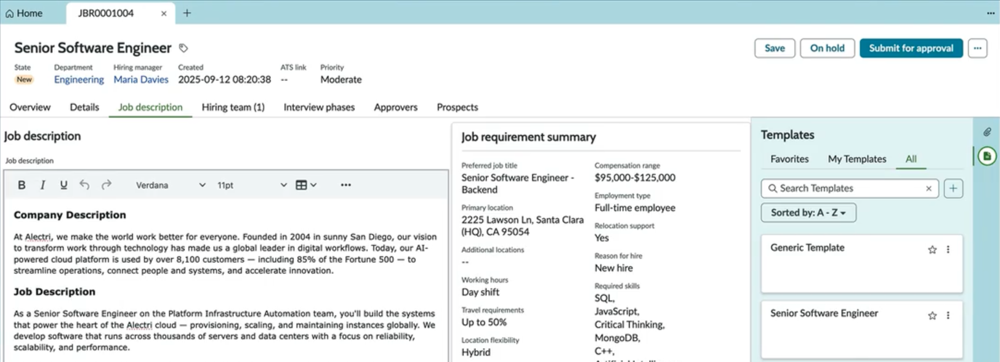 Home
JBR0001004
Senior Software Engineer
Save
On hold
Submit for approval
State
New
Department
Engineering
Hiring manager
Maria Davies
Created
2025-09-12 08:20:38
ATS link
--
Priority
Moderate
Overview
Details
Job description
Hiring team (1)
Interview phases
Approvers
Prospects
Job description
Job description
B I U
Verdana
11pt
Company Description
At Alectri, we make the world work better for everyone. Founded in 2004 in sunny San Diego, our vision
to transform work through technology has made us a global leader in digital workflows. Today, our AI-
powered cloud platform is used by over 8,100 customers — including 85% of the Fortune 500 — to
streamline operations, connect people and systems, and accelerate innovation.
Job Description
As a Senior Software Engineer on the Platform Infrastructure Automation team, you'll build the systems
that power the heart of the Alectri cloud — provisioning, scaling, and maintaining instances globally. We
develop software that runs across thousands of servers and data centers with a focus on reliability,
scalability, and performance.
Job requirement summary
Preferred job title
Senior Software Engineer -
Backend
Primary location
2225 Lawson Ln, Santa Clara
(HQ), CA 95054
Additional locations
--
Working hours
Day shift
Travel requirements
Up to 50%
Location flexibility
Hybrid
Compensation range
$95,000-$125,000
Employment type
Full-time employee
Relocation support
Yes
Reason for hire
New hire
Required skills
SQL,
JavaScript,
Critical Thinking,
MongoDB,
C++,
Templates
Favorites
My Templates
All
Search Templates
Sorted by: A - Z
Generic Template
Senior Software Engineer